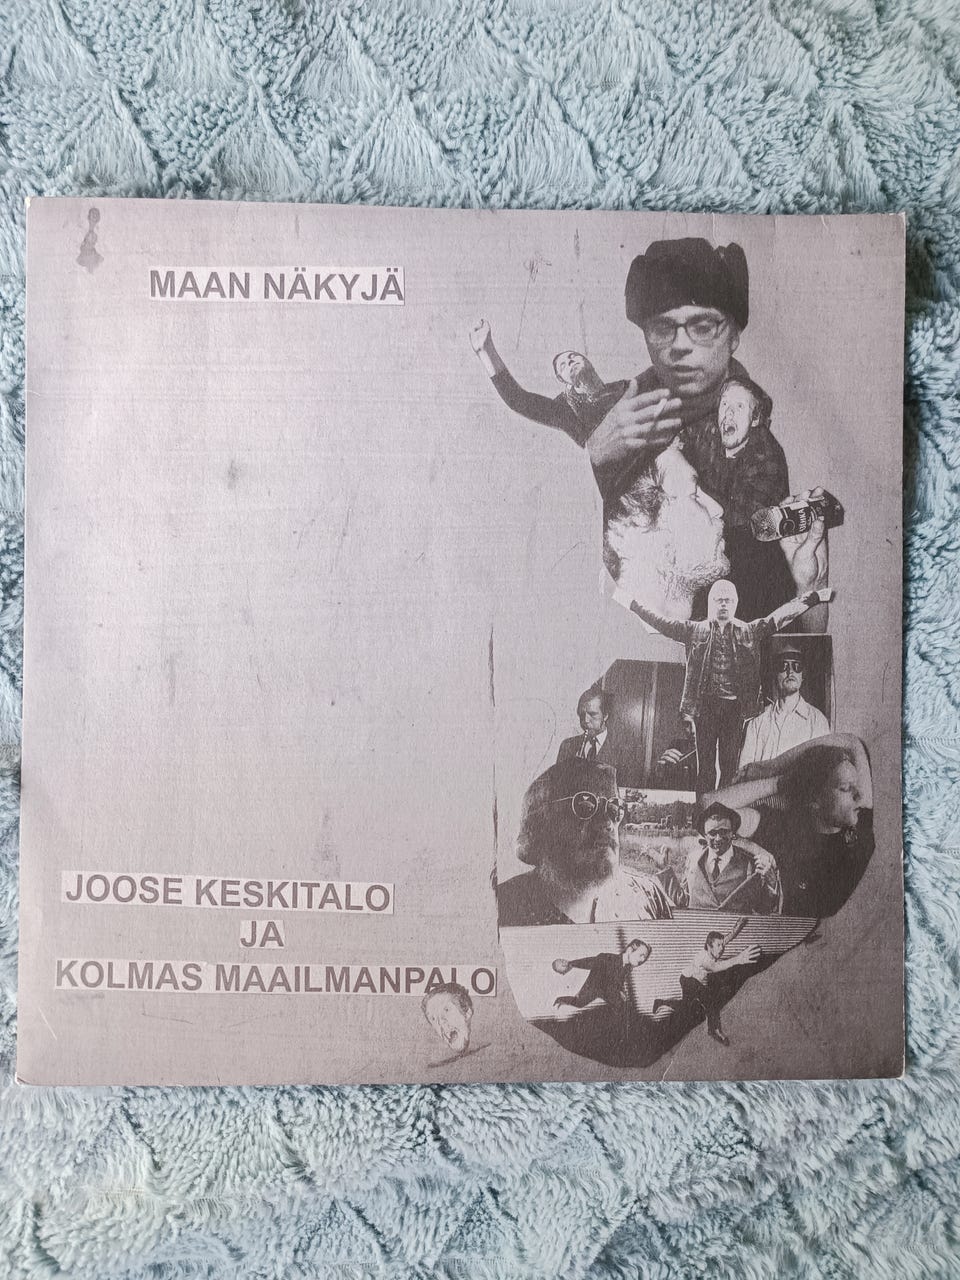 MAAN NÄKYJÄ
JOOSE KESKITALO
JA
KOLMAS MAAILMANPALO